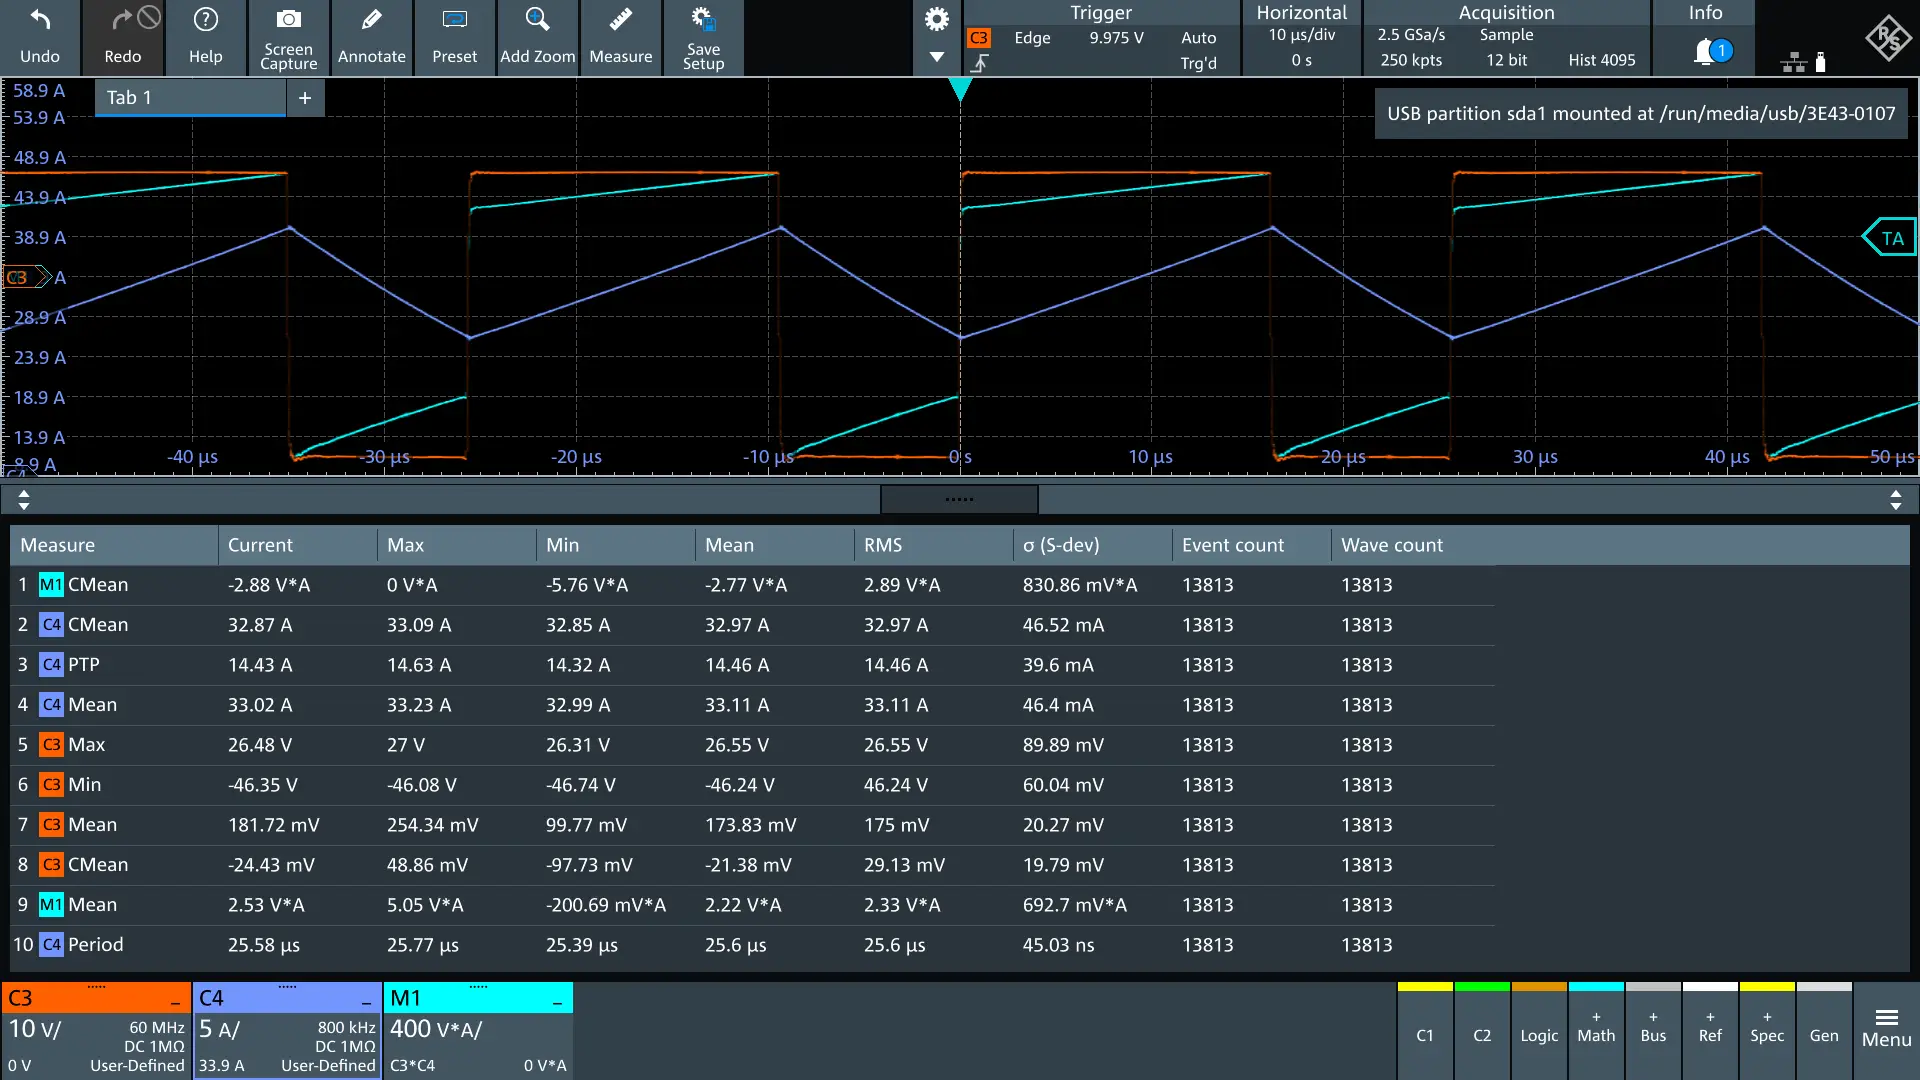 Undo
Redo
Help
Screen
Capture
Annotate
Preset
Add Zoom
Measure
Save
Setup
Trigger
C3 Edge 9.975 V Auto
Trg'd
Horizontal
10 µs/div
0 s
Acquisition
2.5 GSa/s Sample
250 kpts 12 bit Hist 4095
Info
1
R&S
Tab 1 +
USB partition sda1 mounted at /run/media/usb/3E43-0107
58.9 A
53.9 A
48.9 A
43.9 A
38.9 A
TA
C3 A
28.9 A
23.9 A
18.9 A
13.9 A
8.9 A
C4
-40 µs -30 µs -20 µs -10 µs 0 s 10 µs 20 µs 30 µs 40 µs 50 µs
Measure Current Max Min Mean RMS σ (S-dev) Event count Wave count
1 M1 CMean -2.88 V*A 0 V*A -5.76 V*A -2.77 V*A 2.89 V*A 830.86 mV*A 13813 13813
2 C4 CMean 32.87 A 33.09 A 32.85 A 32.97 A 32.97 A 46.52 mA 13813 13813
3 C4 PTP 14.43 A 14.63 A 14.32 A 14.46 A 14.46 A 39.6 mA 13813 13813
4 C4 Mean 33.02 A 33.23 A 32.99 A 33.11 A 33.11 A 46.4 mA 13813 13813
5 C3 Max 26.48 V 27 V 26.31 V 26.55 V 26.55 V 89.89 mV 13813 13813
6 C3 Min -46.35 V -46.08 V -46.74 V -46.24 V 46.24 V 60.04 mV 13813 13813
7 C3 Mean 181.72 mV 254.34 mV 99.77 mV 173.83 mV 175 mV 20.27 mV 13813 13813
8 C3 CMean -24.43 mV 48.86 mV -97.73 mV -21.38 mV 29.13 mV 19.79 mV 13813 13813
9 M1 Mean 2.53 V*A 5.05 V*A -200.69 mV*A 2.22 V*A 2.33 V*A 692.7 mV*A 13813 13813
10 C4 Period 25.58 µs 25.77 µs 25.39 µs 25.6 µs 25.6 µs 45.03 ns 13813 13813
C3
10 V/ 60 MHz
DC 1MΩ
0 V User-Defined
C4
5 A/ 800 kHz
DC 1MΩ
33.9 A User-Defined
M1
400 V*A/
C3*C4 0 V*A
C1
C2
Logic
+ Math
+ Bus
+ Ref
+ Spec
Gen
Menu